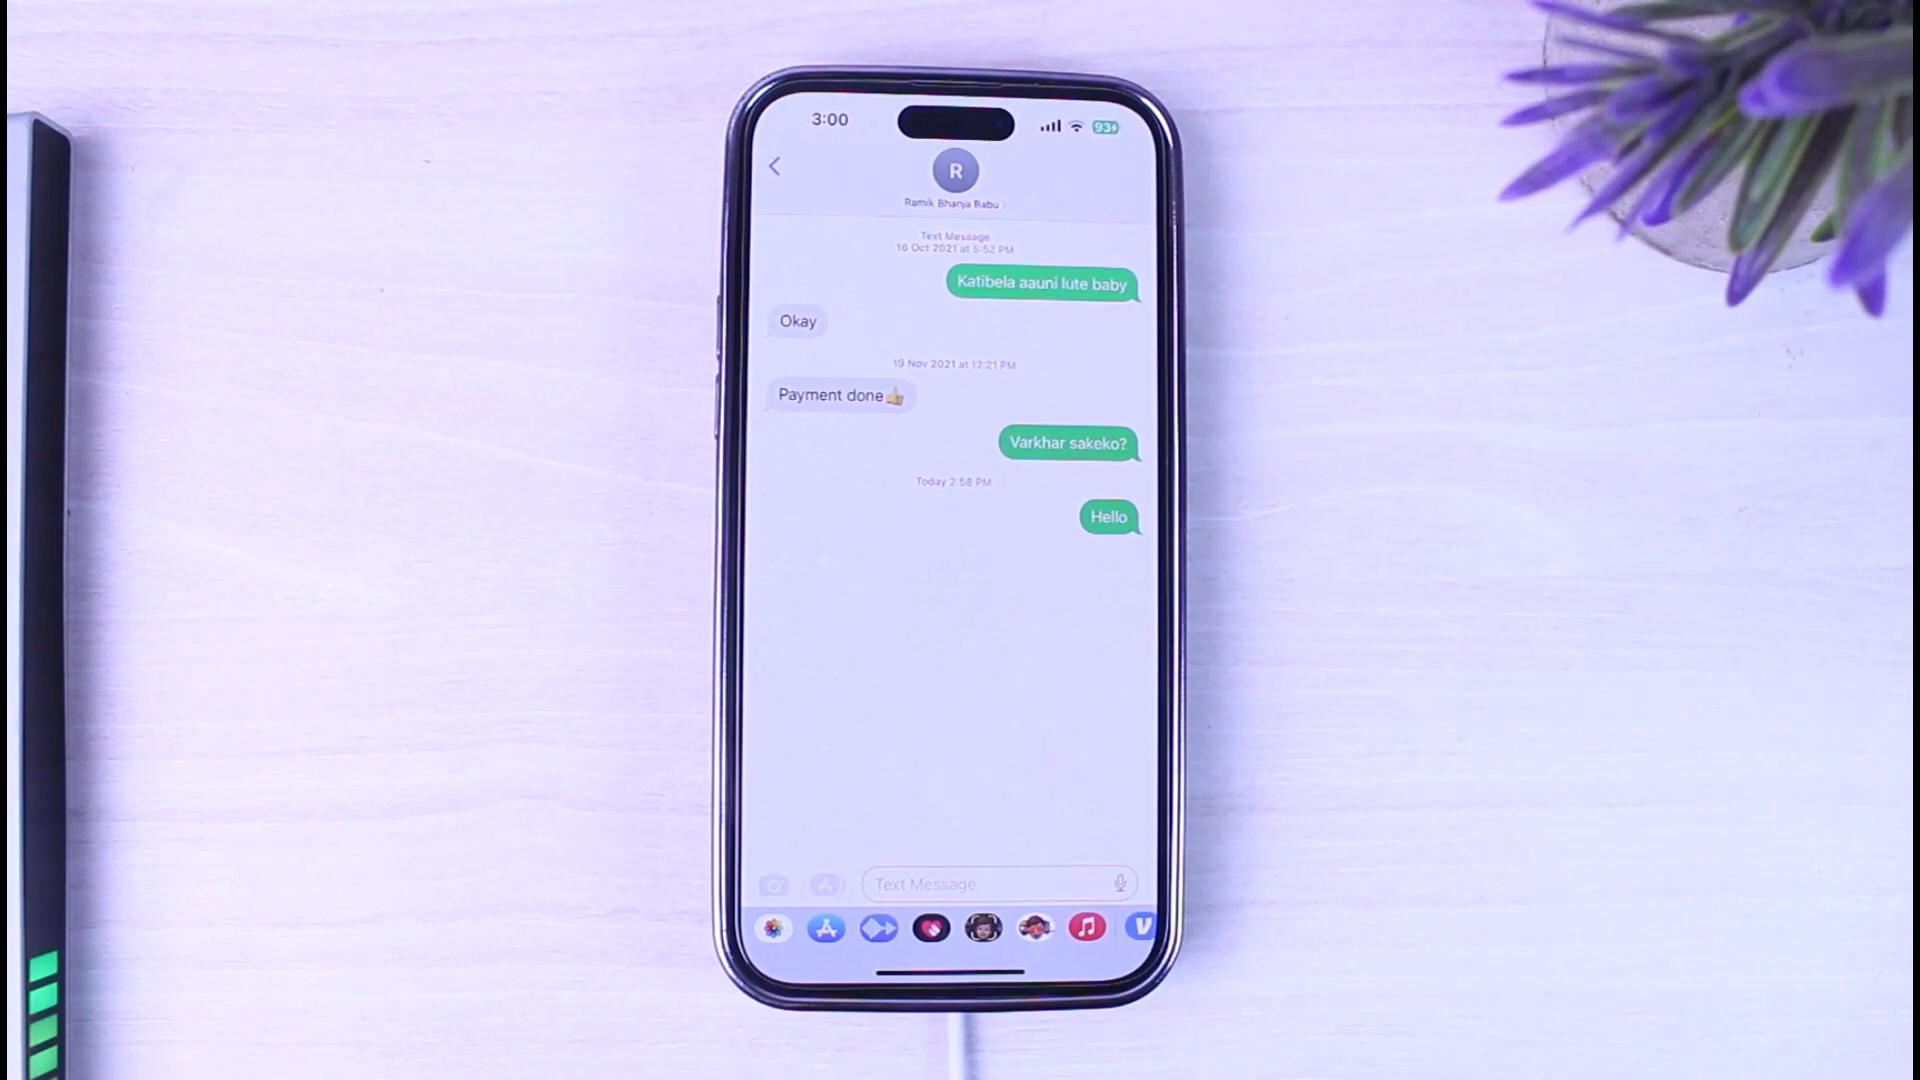 3:00
93
R
Ramik Bhanja Babu
Text Message
16 Oct 2021 at 5:52 PM
Katibela aauni lute baby
Okay
19 Nov 2021 at 12:21 PM
Payment done👍
Varkhar sakeko?
Today 2:58 PM
Hello
Text Message